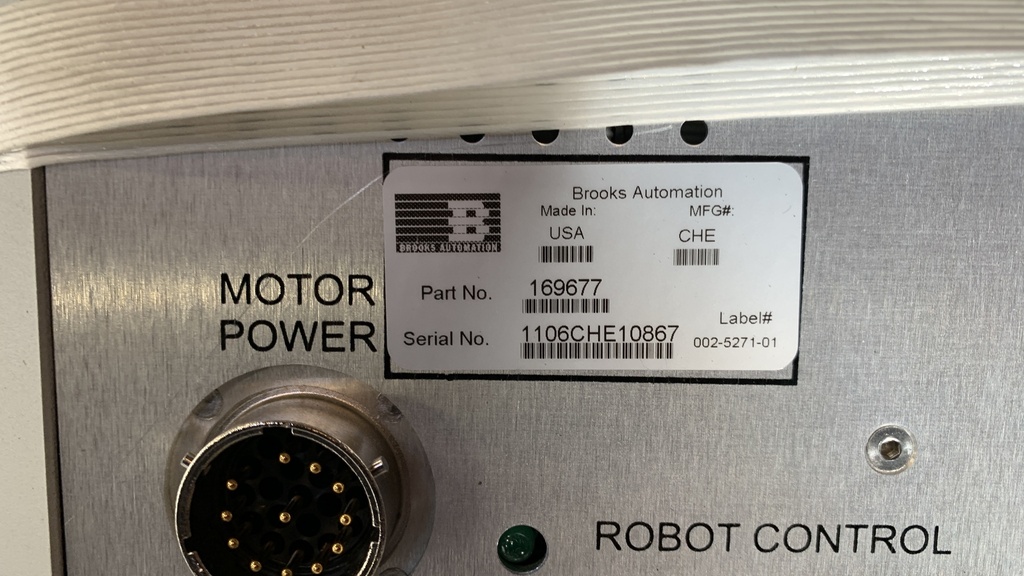 B
BROOKS AUTOMATION
Brooks Automation
Made In: MFG#:
USA CHE
Part No. 169677
Serial No. 1106CHE10867
Label#
002-5271-01
MOTOR
POWER
ROBOT CONTROL